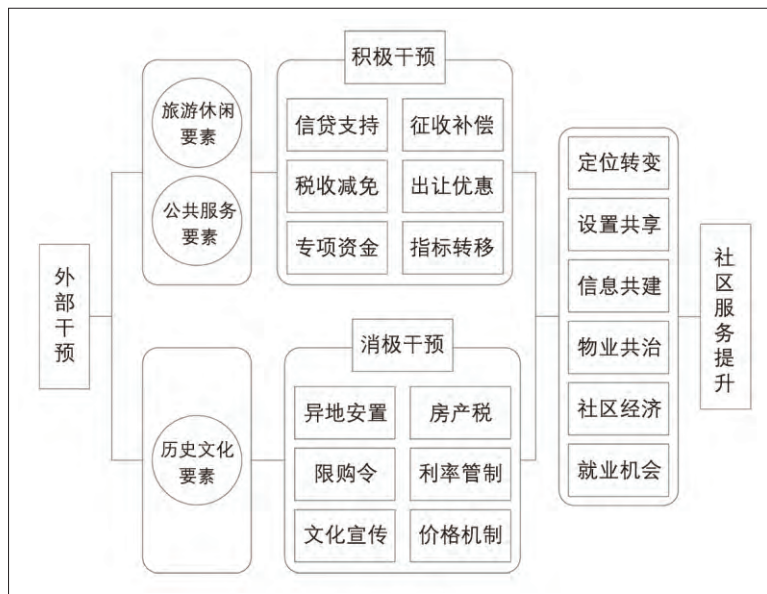 外部干预
旅游休闲
要素
公共服务
要素
历史文化
要素
积极干预
信贷支持
征收补偿
税收减免
出让优惠
专项资金
指标转移
消极干预
异地安置
房产税
限购令
利率管制
文化宣传
价格机制
定位转变
设置共享
信息共建
物业共治
社区经济
就业机会
社区服务提升